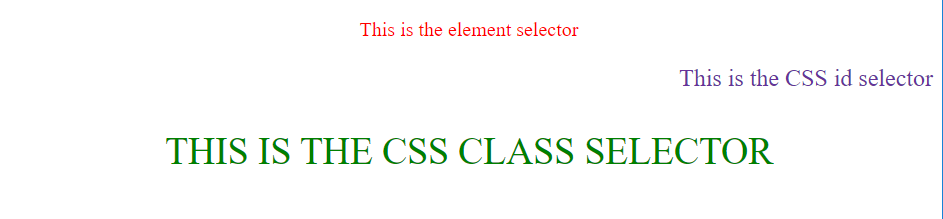 This is the element selector
This is the CSS id selector
THIS IS THE CSS CLASS SELECTOR